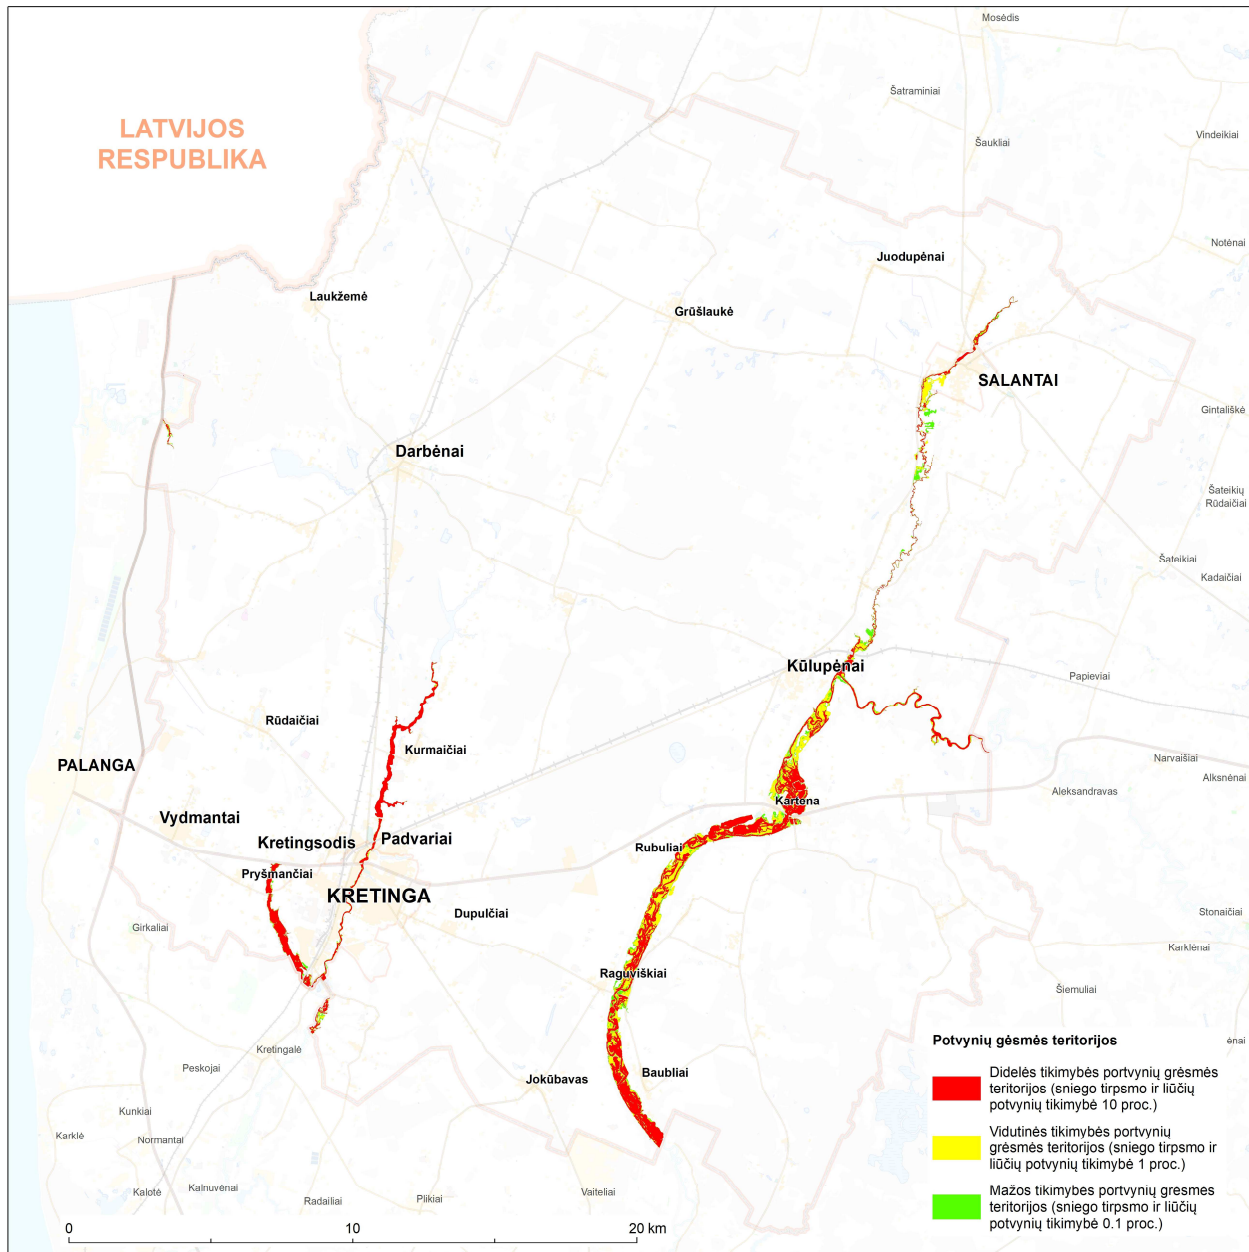 Mosėdis
Šatraminiai
LATVIJOS
RESPUBLIKA
Vindeikiai
Šaukliai
Notėnai
Juodupėnai
Laukžemė
Grūšlaukė
SALANTAI
Gintališkė
Darbėnai
Šateikių
Rūdaičiai
Šateikiai
Kadaičiai
Kūlupėnai
Papieviai
Rūdaičiai
Kurmaičiai
PALANGA
Narvaišiai
Alksnėnai
Aleksandravas
Kartena
Vydmantai
Kretingsodis
Padvariai
Rubuliai
Pryšmančiai
KRETINGA
Dupulčiai
Stonaičiai
Girkaliai
Karklėnai
Raguviškiai
Šiemuliai
Potvynių gėsmės teritorijos
ėnai
Kretingalė
Peskojai
Jokūbavas
Baubliai
Didelės tikimybės portvynių grėsmės
teritorijos (sniego tirpsmo ir liūčių
potvynių tikimybė 10 proc.)
Kunkiai
Karklė
Normantai
Vidutinės tikimybės portvynių
grėsmės teritorijos (sniego tirpsmo ir
liūčių potvynių tikimybė 1 proc.)
Kalotė
Kalnuvėnai
Radailiai
Plikiai
Vaiteliai
Mažos tikimybės portvynių grėsmės
teritorijos (sniego tirpsmo ir liūčių
potvynių tikimybė 0.1 proc.)
0
10
20 km